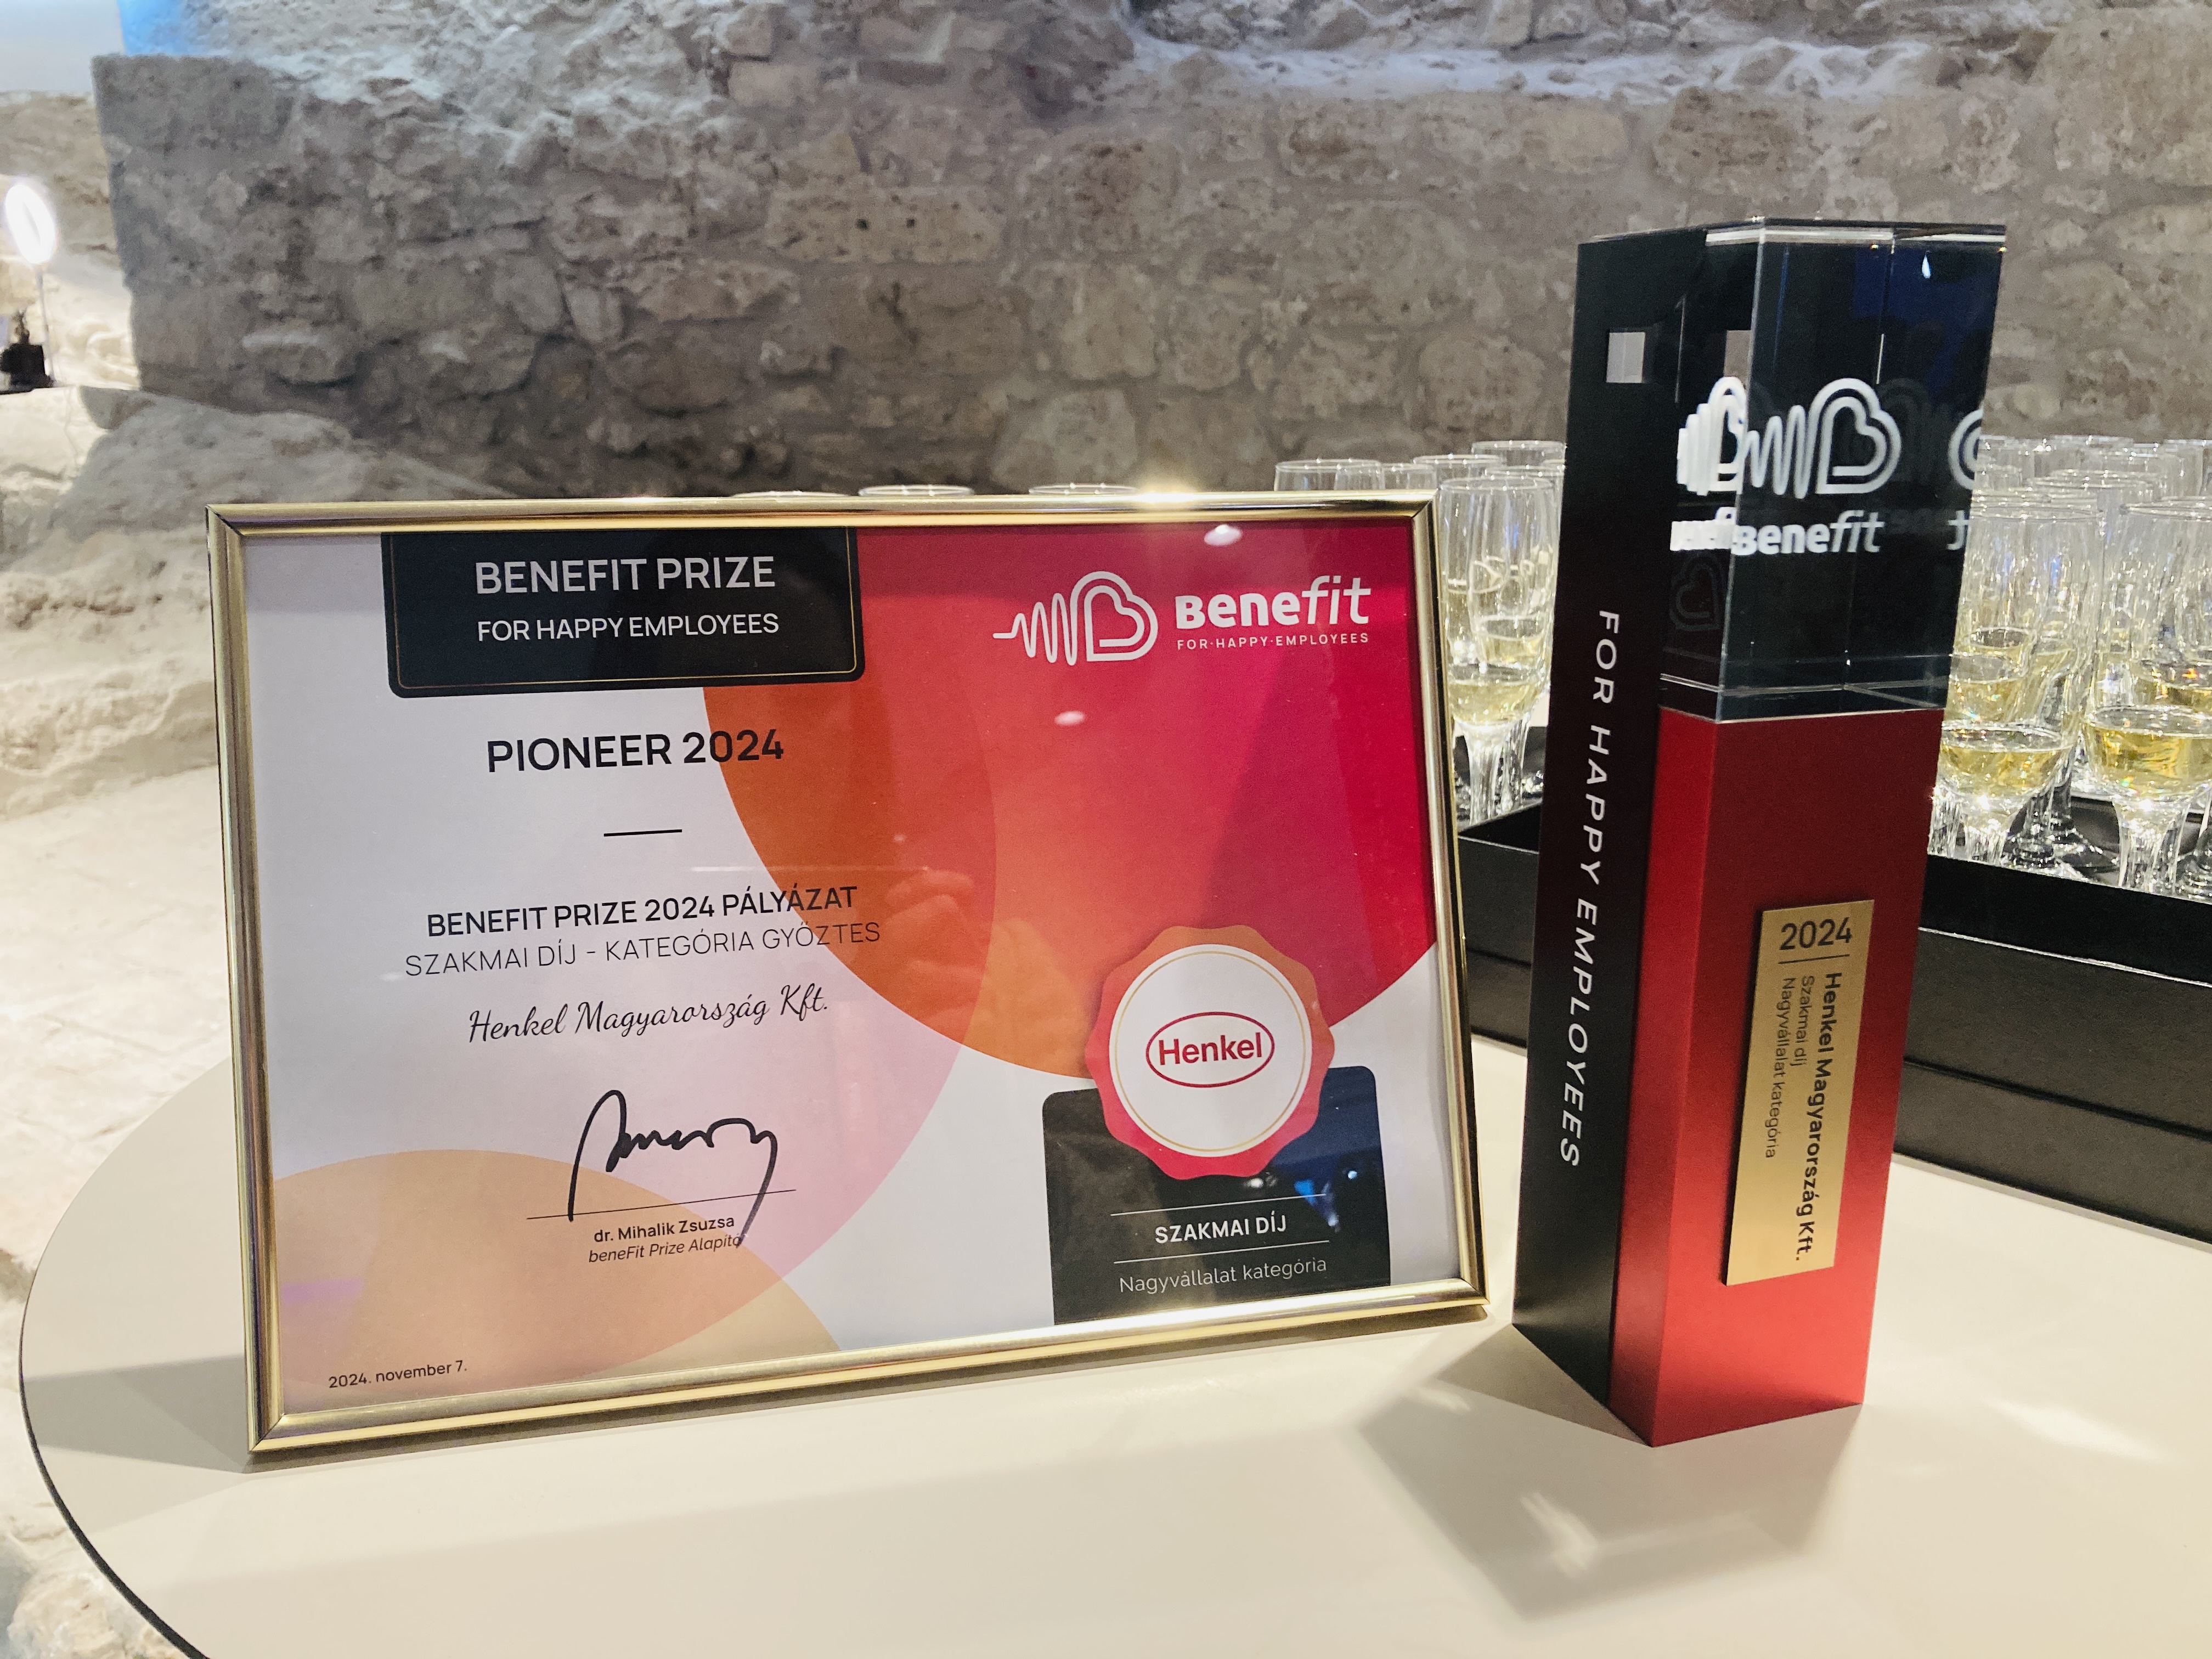 BENEFIT PRIZE
FOR HAPPY EMPLOYEES
Benefit
FOR·HAPPY·EMPLOYEES
PIONEER 2024
BENEFIT PRIZE 2024 PÁLYÁZAT
SZAKMAI DÍJ - KATEGÓRIA GYŐZTES
Henkel Magyarország Kft.
dr. Mihalik Zsuzsa
beneFit Prize Alapító
2024. november 7.
Henkel
SZAKMAI DÍJ
Nagyvállalat kategória
Benefit
FOR HAPPY EMPLOYEES
2024
Henkel Magyarország Kft.
Szakmai díj
Nagyvállalat kategória